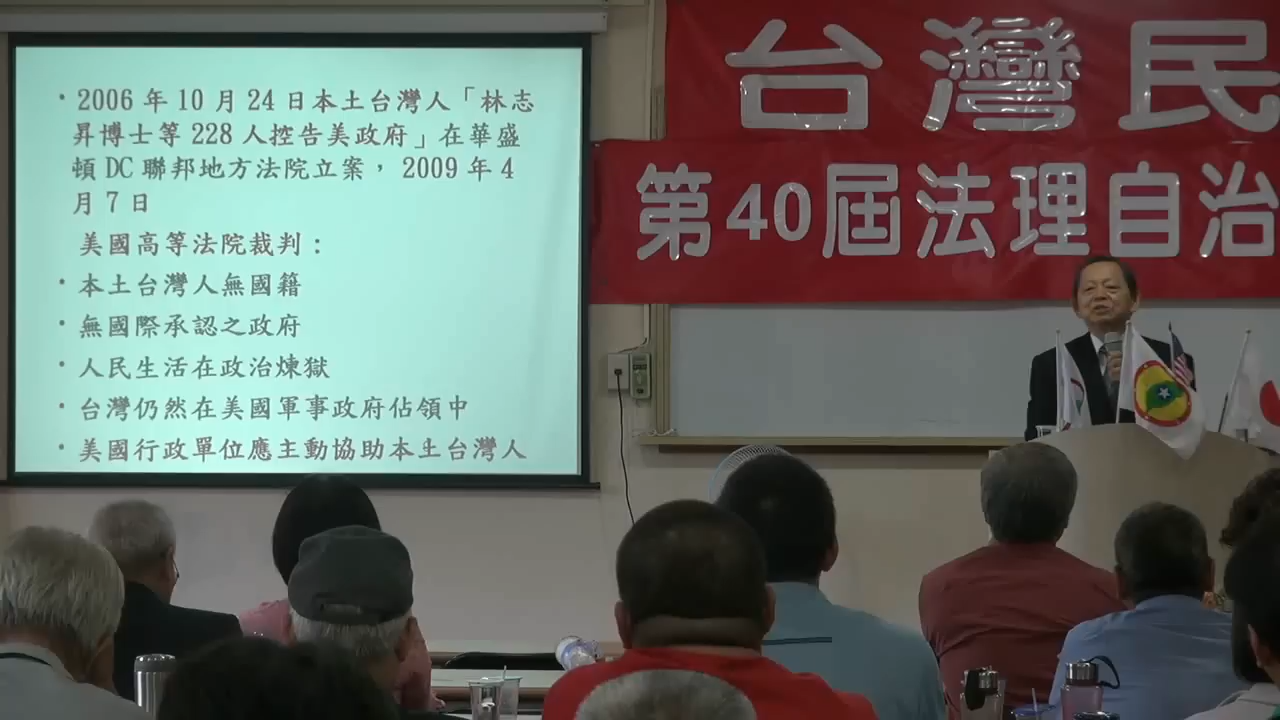 • 2006 年 10 月 24 日本土台灣人「林志
昇博士等 228 人控告美政府」在華盛
頓 DC 聯邦地方法院立案， 2009 年 4
月 7 日
美國高等法院裁判：
• 本土台灣人無國籍
• 無國際承認之政府
• 人民生活在政治煉獄
• 台灣仍然在美國軍事政府佔領中
• 美國行政單位應主動協助本土台灣人
台灣民
第40屆法理自治